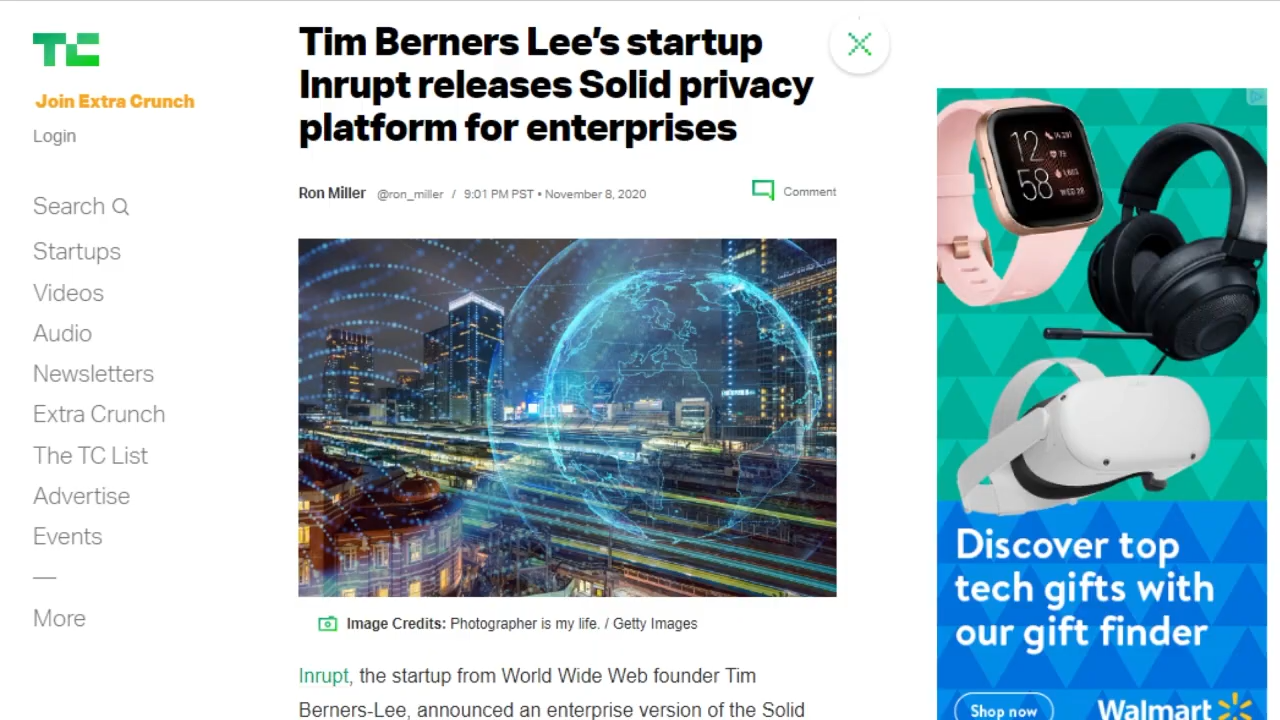 TC
Join Extra Crunch
Login
Search
Startups
Videos
Audio
Newsletters
Extra Crunch
The TC List
Advertise
Events
—
More
Tim Berners Lee’s startup
Inrupt releases Solid privacy
platform for enterprises
Ron Miller @ron_miller / 9:01 PM PST • November 8, 2020
Comment
Image Credits: Photographer is my life. / Getty Images
Inrupt, the startup from World Wide Web founder Tim
Berners-Lee, announced an enterprise version of the Solid
12
58
Discover top
tech gifts with
our gift finder
Shop now
Walmart